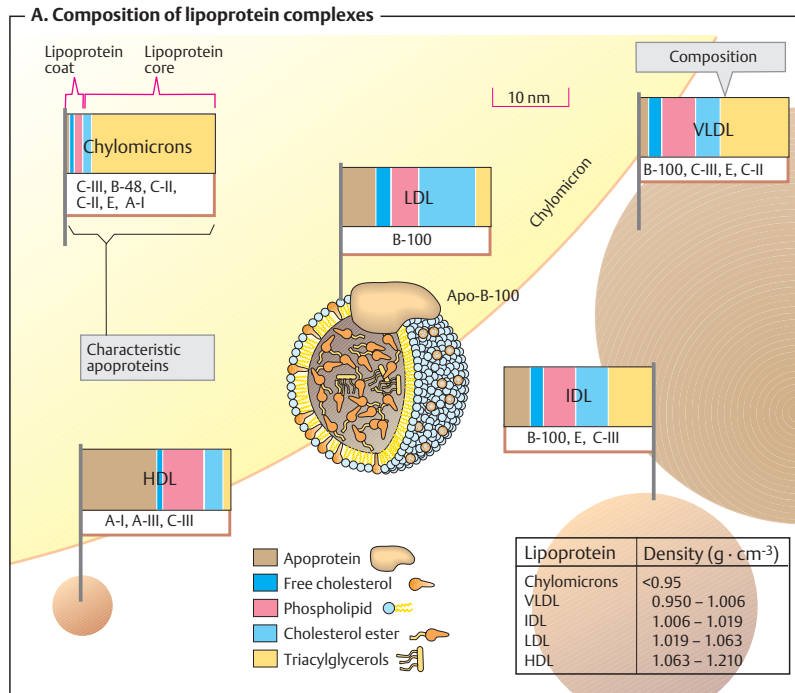 A. Composition of lipoprotein complexes
Lipoprotein
coat
Lipoprotein
core
Composition
10 nm
Chylomicrons
C-III, B-48, C-II,
C-II, E, A-I
VLDL
B-100, C-III, E, C-II
LDL
B-100
Chylomicron
Apo-B-100
Characteristic
apoproteins
IDL
B-100, E, C-III
HDL
A-I, A-III, C-III
Apoprotein
Free cholesterol
Phospholipid
Cholesterol ester
Triacylglycerols
Lipoprotein Density (g · cm-3)
Chylomicrons <0.95
VLDL 0.950 – 1.006
IDL 1.006 – 1.019
LDL 1.019 – 1.063
HDL 1.063 – 1.210